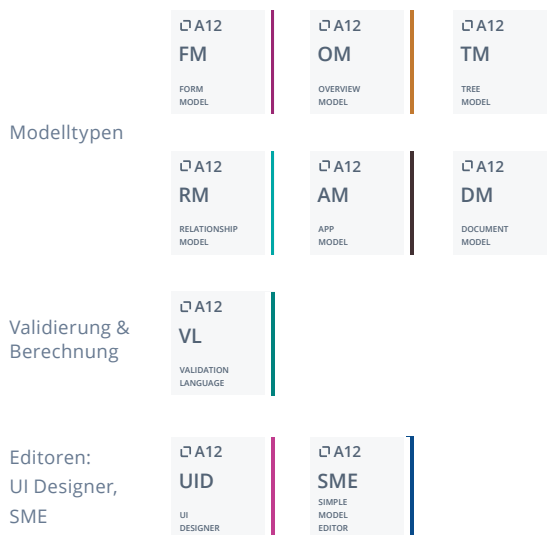 A12
FM
FORM
MODEL
A12
OM
OVERVIEW
MODEL
A12
TM
TREE
MODEL
Modelltypen
A12
RM
RELATIONSHIP
MODEL
A12
AM
APP
MODEL
A12
DM
DOCUMENT
MODEL
Validierung &
Berechnung
A12
VL
VALIDATION
LANGUAGE
Editoren:
UI Designer,
SME
A12
UID
UI
DESIGNER
A12
SME
SIMPLE
MODEL
EDITOR